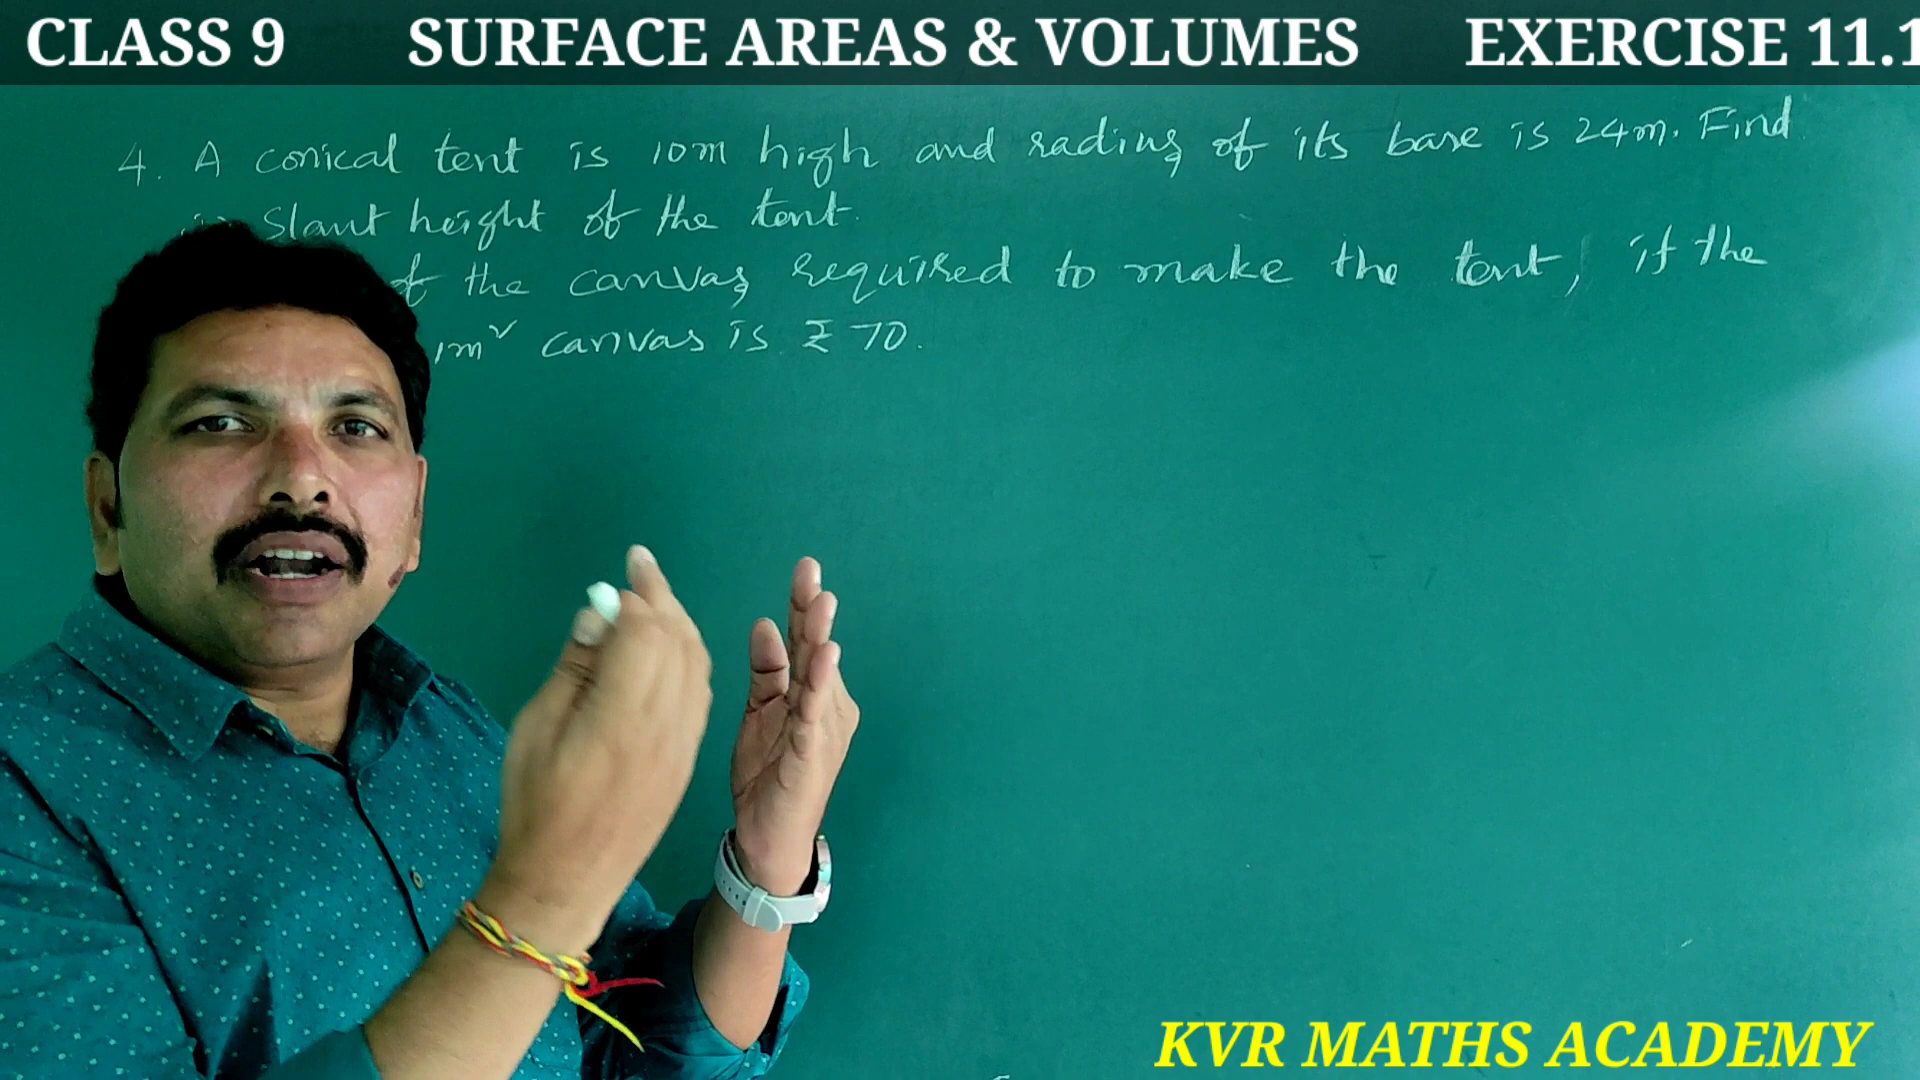 CLASS 9 SURFACE AREAS & VOLUMES EXERCISE 11.1
4. A conical tent is 10m high and radius of its base is 24m. Find
Slant height of the tent.
of the canvas required to make the tent, if the
1m² canvas is ₹ 70.
KVR MATHS ACADEMY